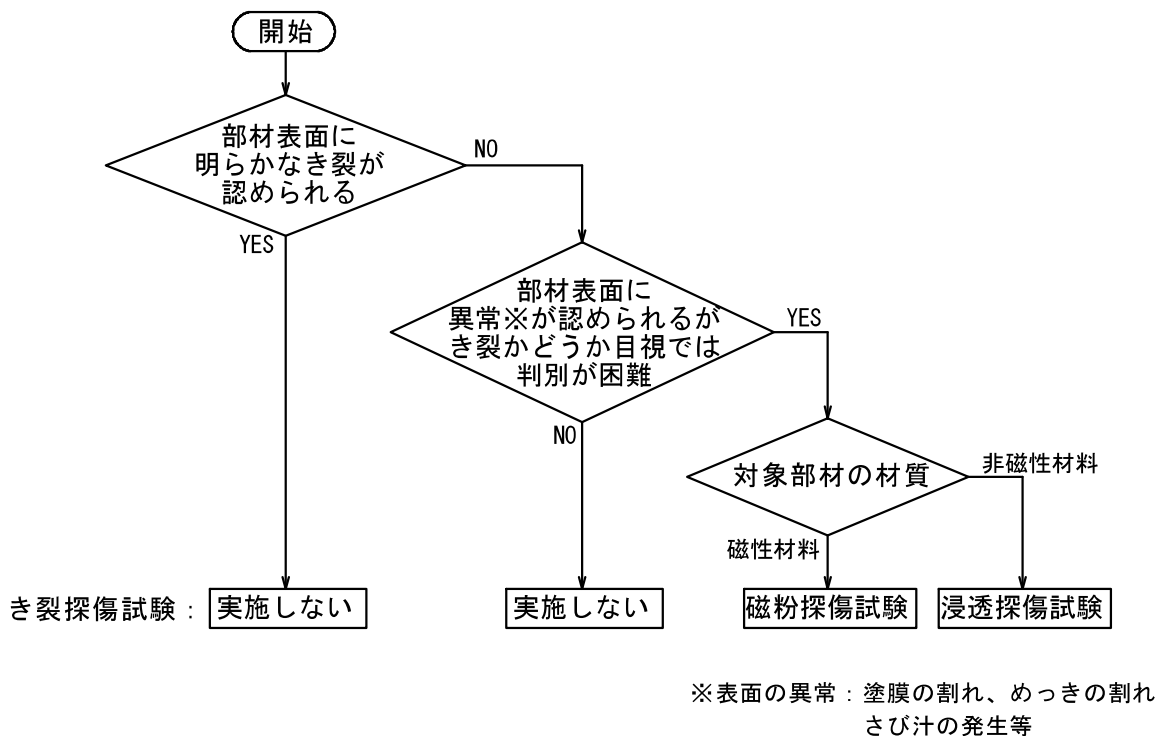 開始
部材表面に
明らかなき裂が
認められる
NO
YES
部材表面に
異常※が認められるが
き裂かどうか目視では
判別が困難
YES
NO
対象部材の材質
非磁性材料
磁性材料
き裂探傷試験：
実施しない
実施しない
磁粉探傷試験
浸透探傷試験
※表面の異常：塗膜の割れ、めっきの割れ
さび汁の発生等